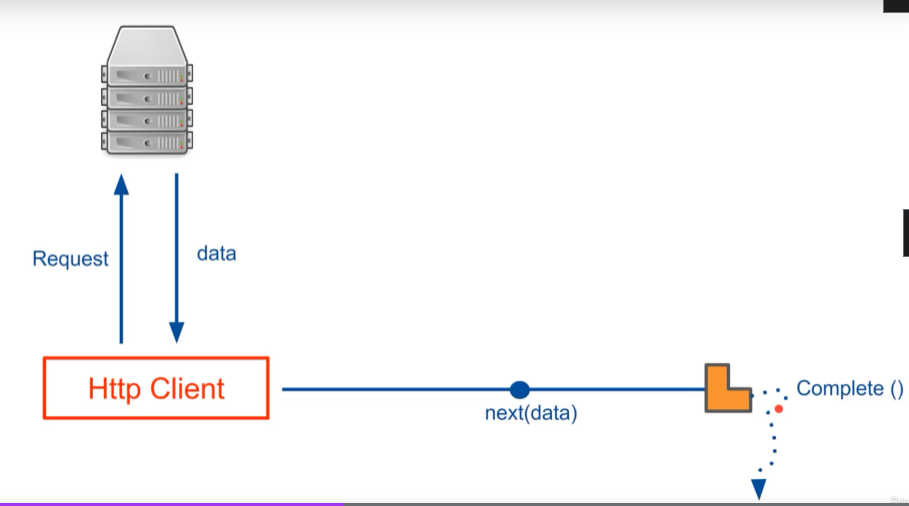 Request
data
Http Client
next(data)
Complete ()